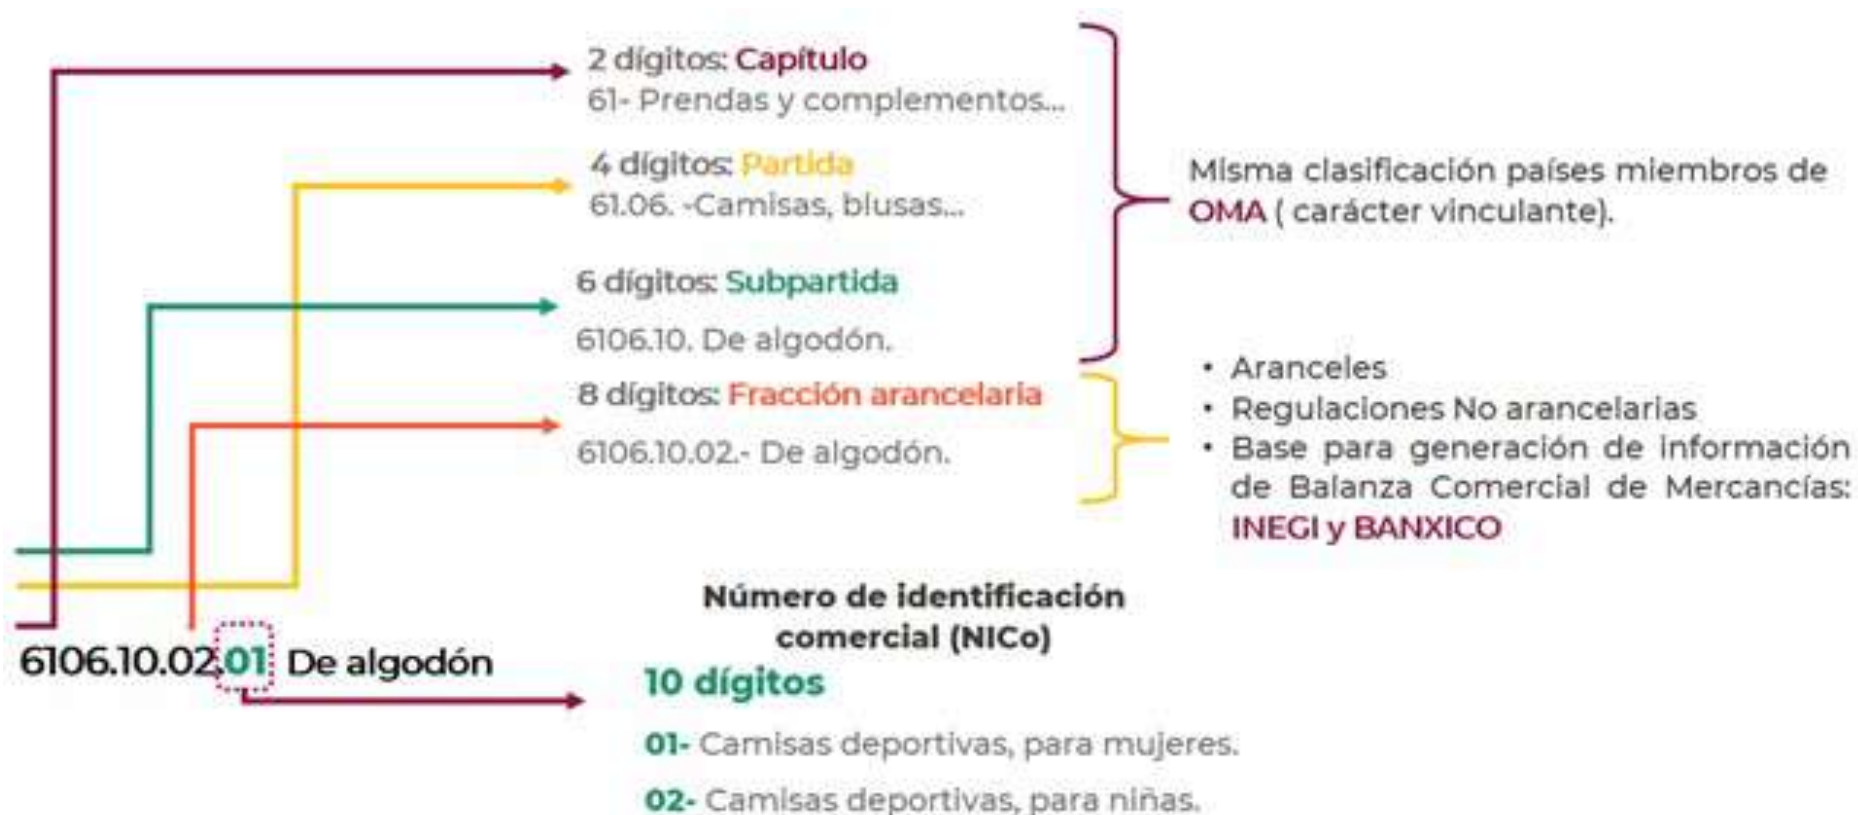 2 dígitos: Capítulo
61- Prendas y complementos...
4 dígitos: Partida
61.06. -Camisas, blusas...
6 dígitos: Subpartida
6106.10. De algodón.
Misma clasificación países miembros de
OMA ( carácter vinculante).
8 dígitos: Fracción arancelaria
6106.10.02.- De algodón.
• Aranceles
• Regulaciones No arancelarias
• Base para generación de información
de Balanza Comercial de Mercancías:
INEGI y BANXICO
6106.10.02.01 De algodón
Número de identificación
comercial (NICo)
10 dígitos
01- Camisas deportivas, para mujeres.
02- Camisas deportivas, para niñas.